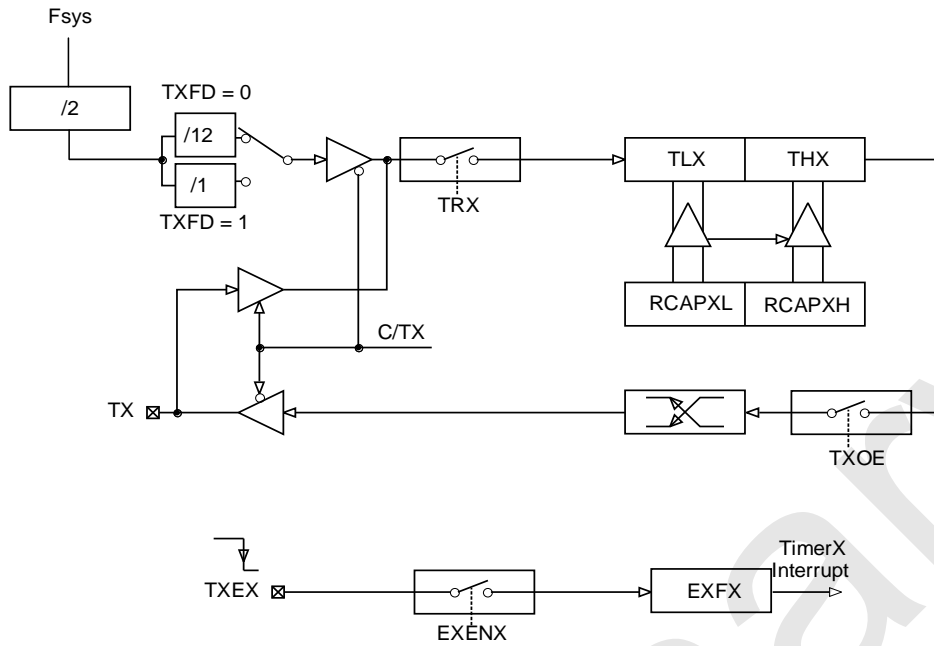 Fsys
/2
TXFD = 0
/12
/1
TXFD = 1
TRX
TLX
THX
RCAPXL
RCAPXH
C/TX
TX
TXOE
TXEX
EXENX
EXFX
TimerX
Interrupt